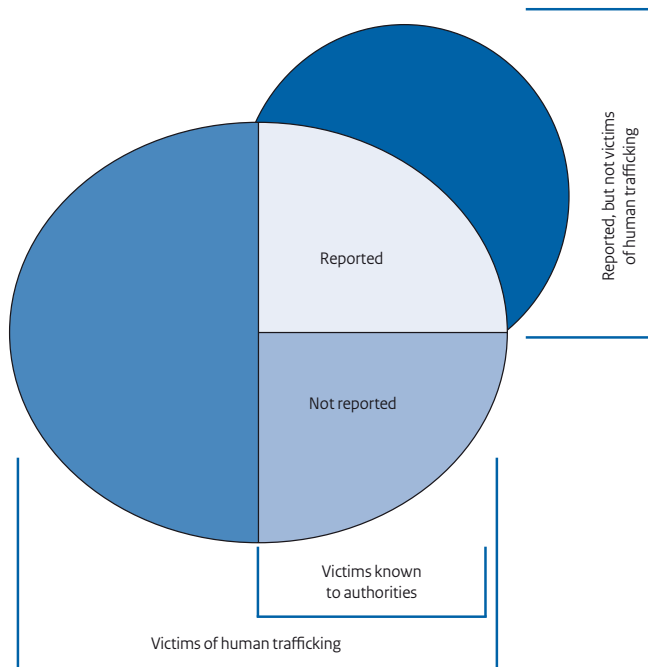 Reported, but not victims
of human trafficking
Reported
Not reported
Victims known
to authorities
Victims of human trafficking